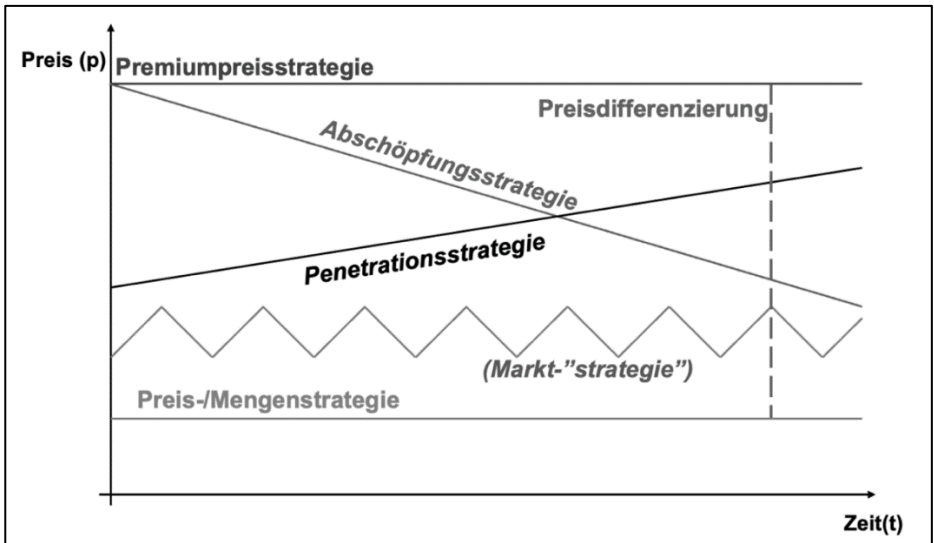 Preis (p)
Premiumpreisstrategie
Preisdifferenzierung
Abschöpfungsstrategie
Penetrationsstrategie
(Markt-"strategie")
Preis-/Mengenstrategie
Zeit(t)